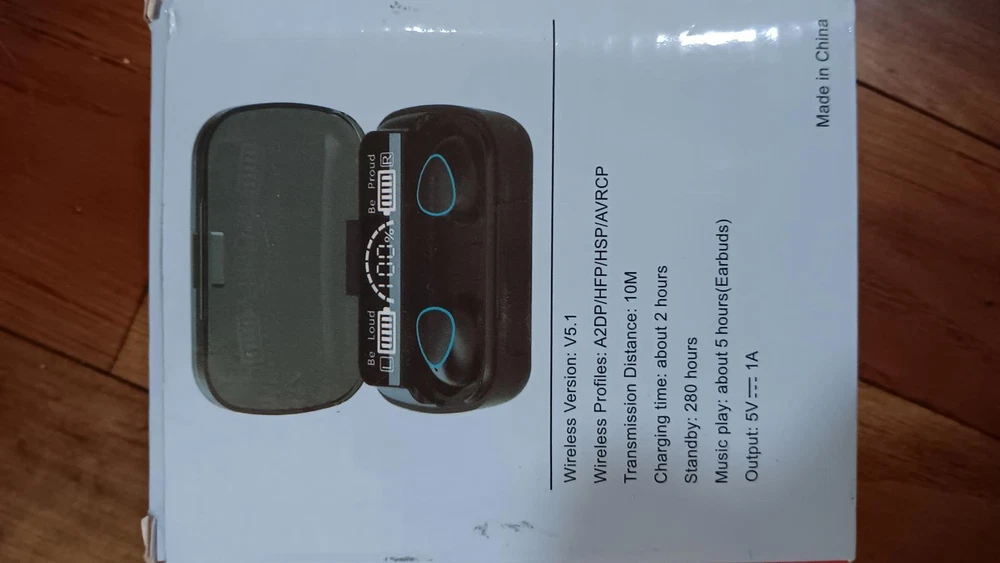 Be Loud
Be Proud
L
100%
R
Wireless Version: V5.1
Wireless Profiles: A2DP/HFP/HSP/AVRCP
Transmission Distance: 10M
Charging time: about 2 hours
Standby: 280 hours
Music play: about 5 hours(Earbuds)
Output: 5V⎓1A
Made in China